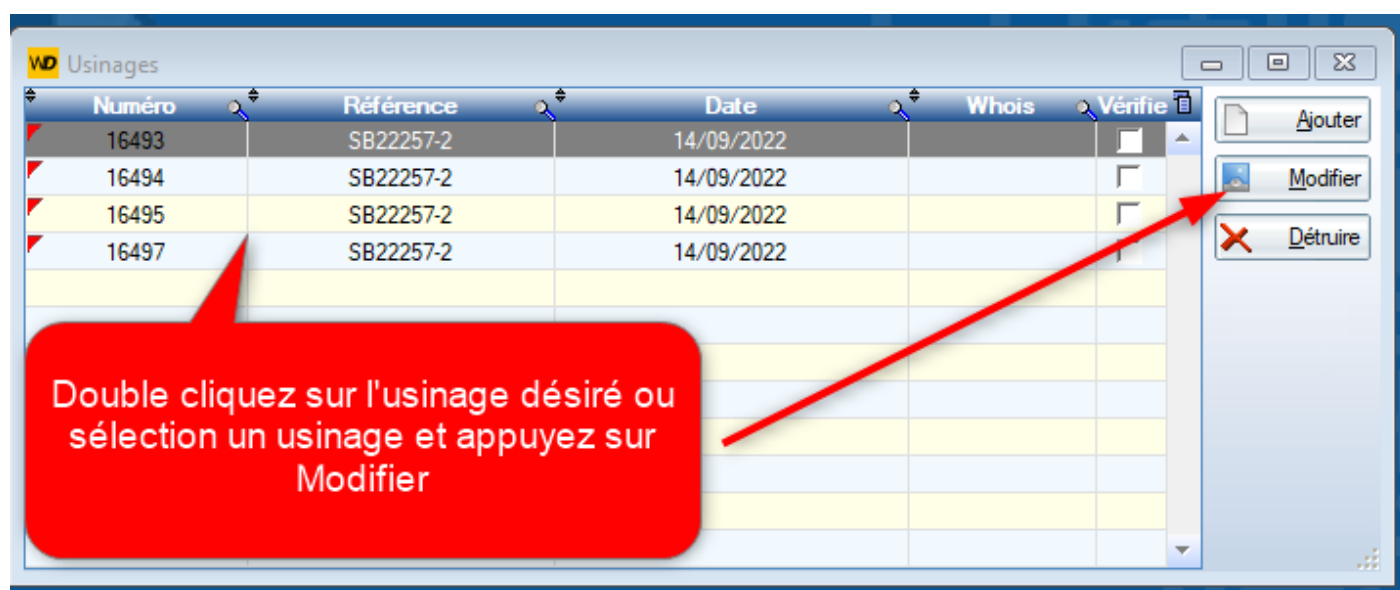 WD Usinages
Numéro Référence Date Whois Vérifie
16493 SB22257-2 14/09/2022
16494 SB22257-2 14/09/2022
16495 SB22257-2 14/09/2022
16497 SB22257-2 14/09/2022
Ajouter
Modifier
Détruire
Double cliquez sur l'usinage désiré ou
sélection un usinage et appuyez sur
Modifier